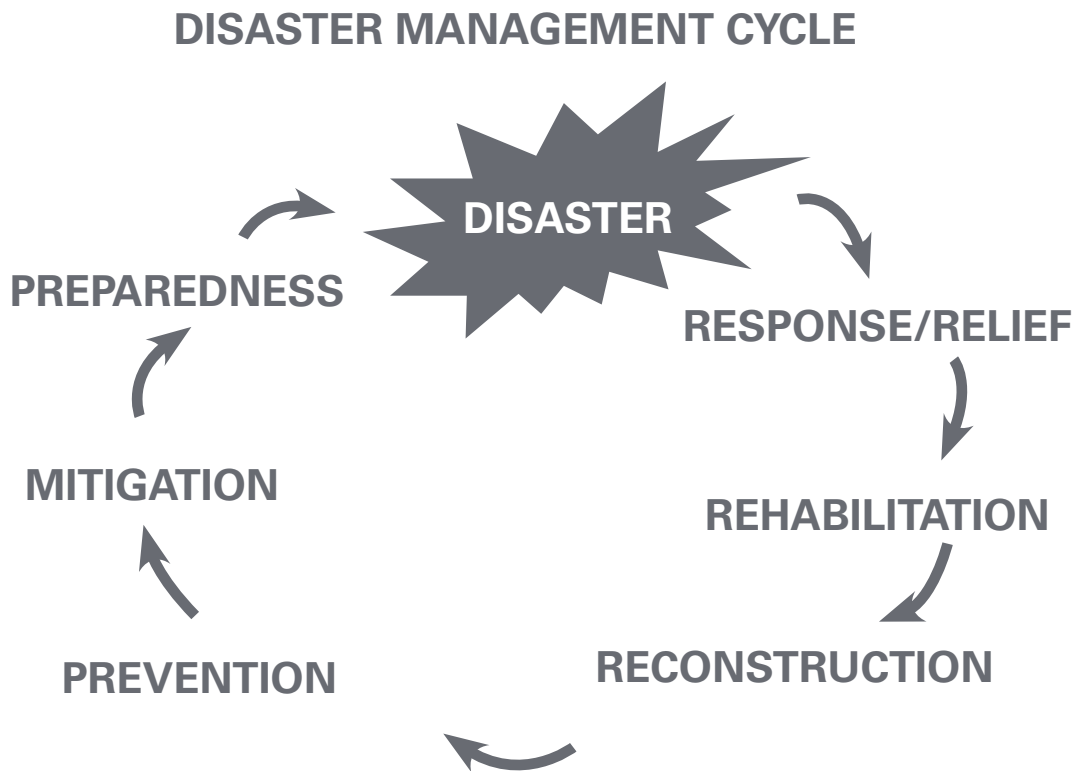 DISASTER MANAGEMENT CYCLE
DISASTER
RESPONSE/RELIEF
REHABILITATION
RECONSTRUCTION
PREVENTION
MITIGATION
PREPAREDNESS